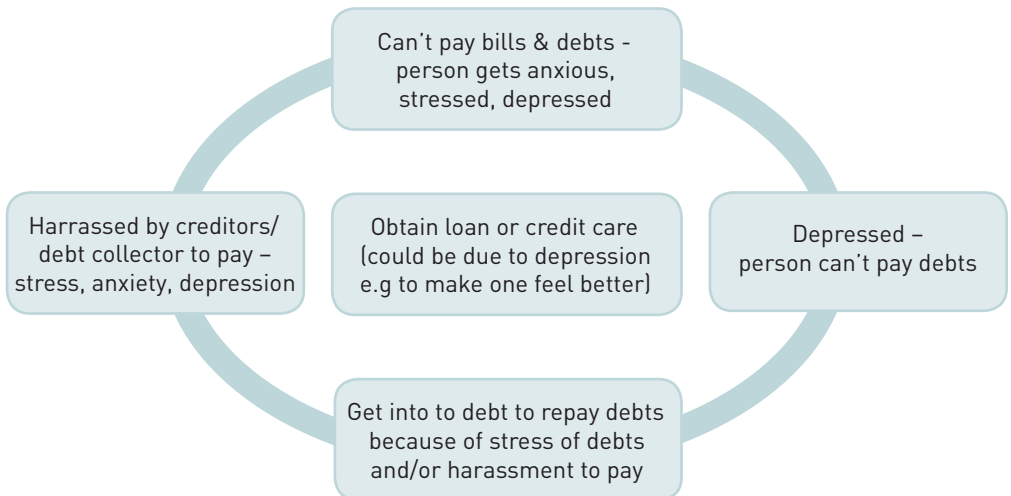 Can't pay bills & debts -
person gets anxious,
stressed, depressed
Harrassed by creditors/
debt collector to pay –
stress, anxiety, depression
Obtain loan or credit care
(could be due to depression
e.g to make one feel better)
Depressed –
person can't pay debts
Get into to debt to repay debts
because of stress of debts
and/or harassment to pay